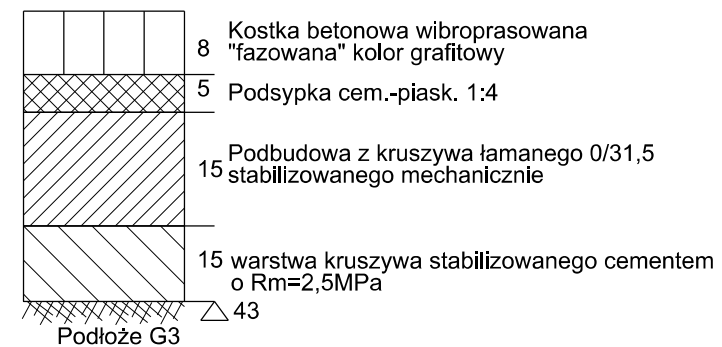 8 Kostka betonowa wibroprasowana
"fazowana" kolor grafitowy
5 Podsypka cem.-piask. 1:4
15 Podbudowa z kruszywa łamanego 0/31,5
stabilizowanego mechanicznie
15 warstwa kruszywa stabilizowanego cementem
o Rm=2,5MPa
43
Podłoże G3